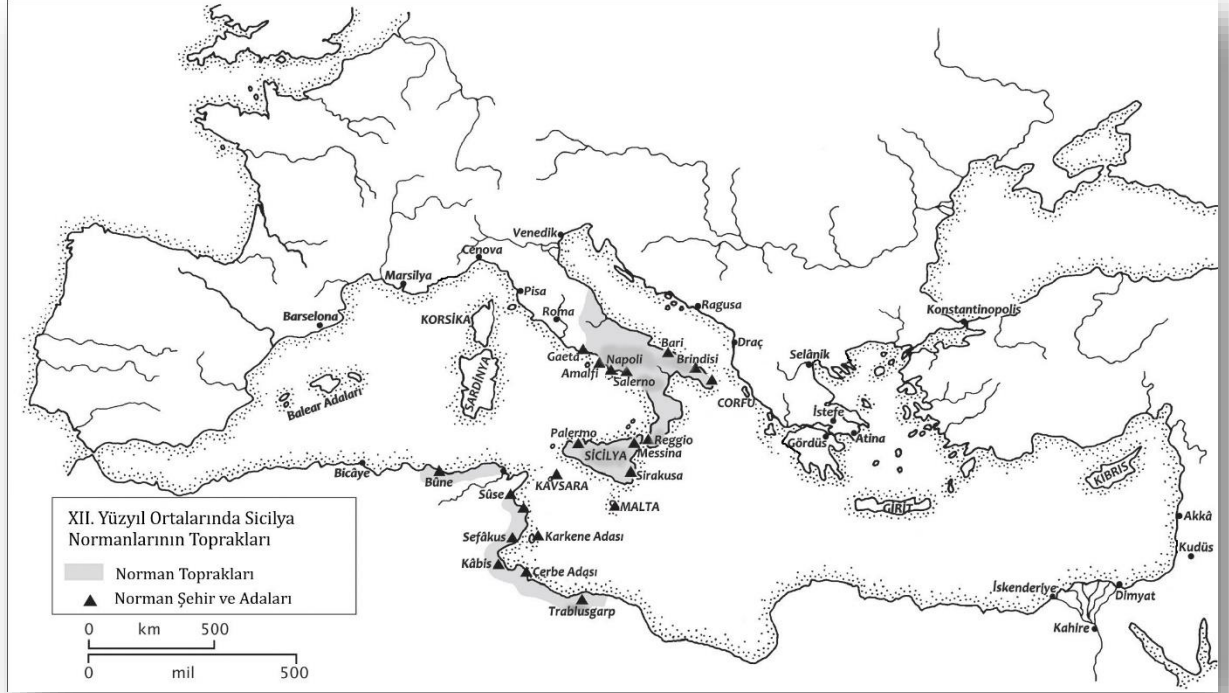 Venedik
Cenova
Marsilya
Pisa
Ragusa
Konstantinopolis
Barselona
KORSİKA
Roma
Bari
Draç
Selânik
Gaeta
Napoli
Brindisi
Amalfi
Salerno
SARDİNYA
Balear Adaları
CORFU
İstefe
Palermo
Reggio
Gördüs
Atina
SİCİLYA
Messina
Bicâye
Bûne
KAVSARA
Sirakusa
KIBRIS
Sûse
MALTA
GİRİT
Akkâ
Sefâkus
Karkene Adası
Kudüs
Kâbis
Çerbe Adası
İskenderiye
Dimyat
Trablusgarp
Kahire
XII. Yüzyıl Ortalarında Sicilya
Normanlarının Toprakları
Norman Toprakları
Norman Şehir ve Adaları
0 km 500
0 mil 500